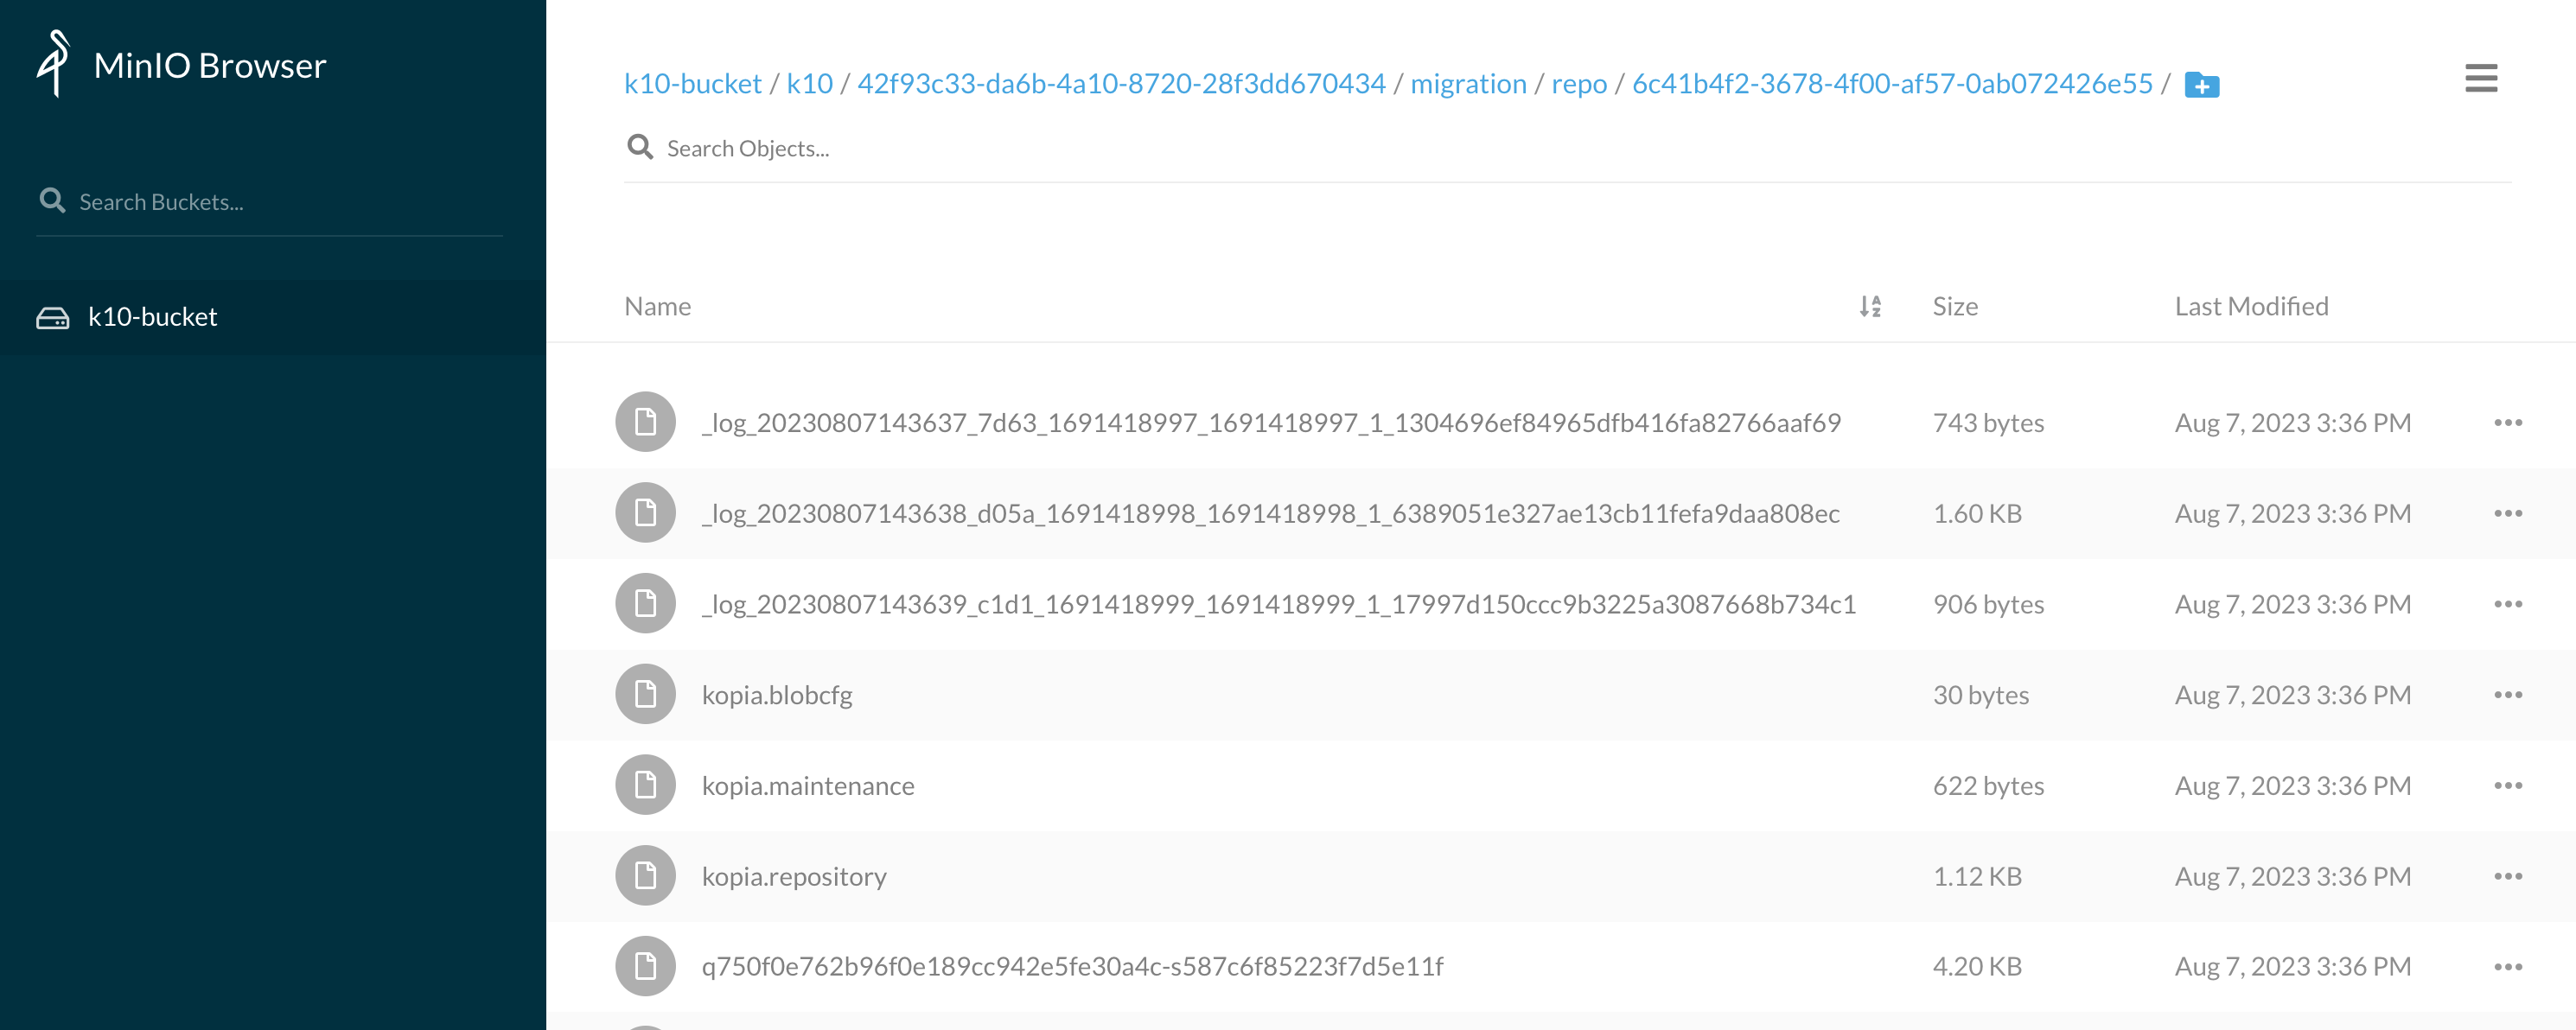 MinIO Browser
Search Buckets...
k10-bucket
k10-bucket / k10 / 42f93c33-da6b-4a10-8720-28f3dd670434 / migration / repo / 6c41b4f2-3678-4f00-af57-0ab072426e55 /
Search Objects...
Name Size Last Modified
_log_20230807143637_7d63_1691418997_1691418997_1_1304696ef84965dfb416fa82766aaf69 743 bytes Aug 7, 2023 3:36 PM
_log_20230807143638_d05a_1691418998_1691418998_1_6389051e327ae13cb11fefa9daa808ec 1.60 KB Aug 7, 2023 3:36 PM
_log_20230807143639_c1d1_1691418999_1691418999_1_17997d150ccc9b3225a3087668b734c1 906 bytes Aug 7, 2023 3:36 PM
kopia.blobcfg 30 bytes Aug 7, 2023 3:36 PM
kopia.maintenance 622 bytes Aug 7, 2023 3:36 PM
kopia.repository 1.12 KB Aug 7, 2023 3:36 PM
q750f0e762b96f0e189cc942e5fe30a4c-s587c6f85223f7d5e11f 4.20 KB Aug 7, 2023 3:36 PM